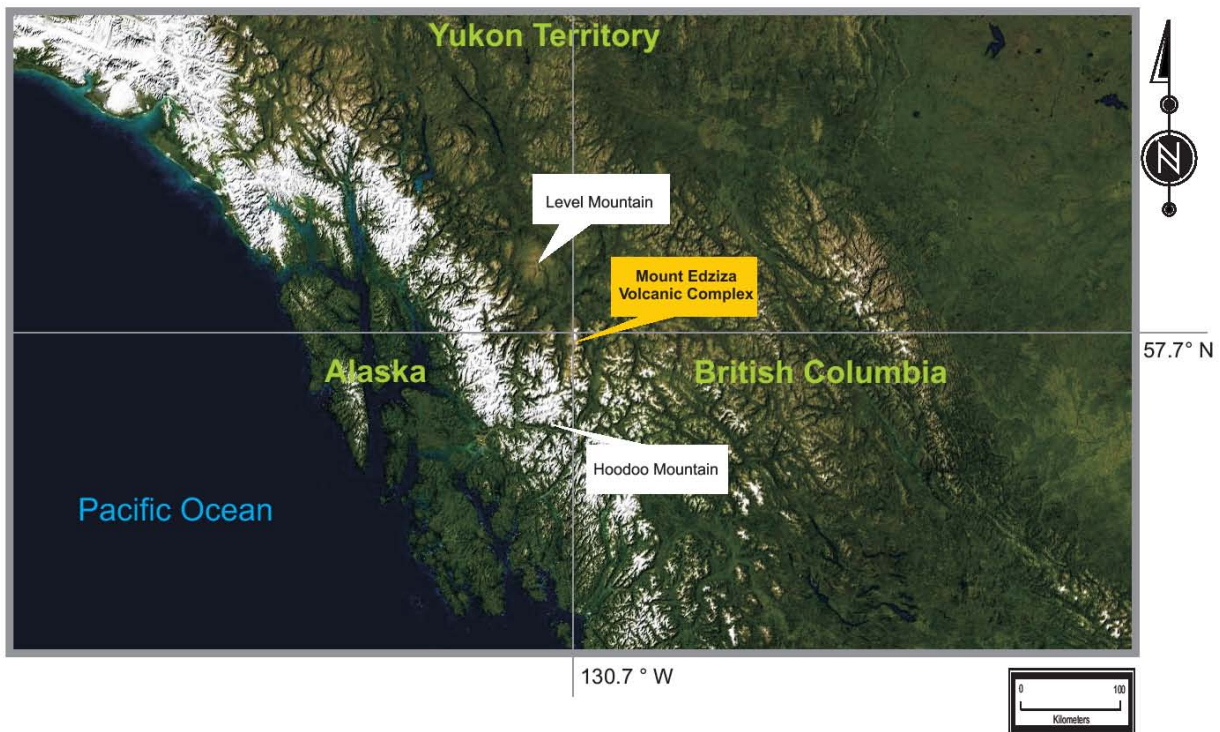 Yukon Territory
N
Level Mountain
Mount Edziza
Volcanic Complex
57.7° N
Alaska
British Columbia
Hoodoo Mountain
Pacific Ocean
130.7 ° W
0 100
Kilometers